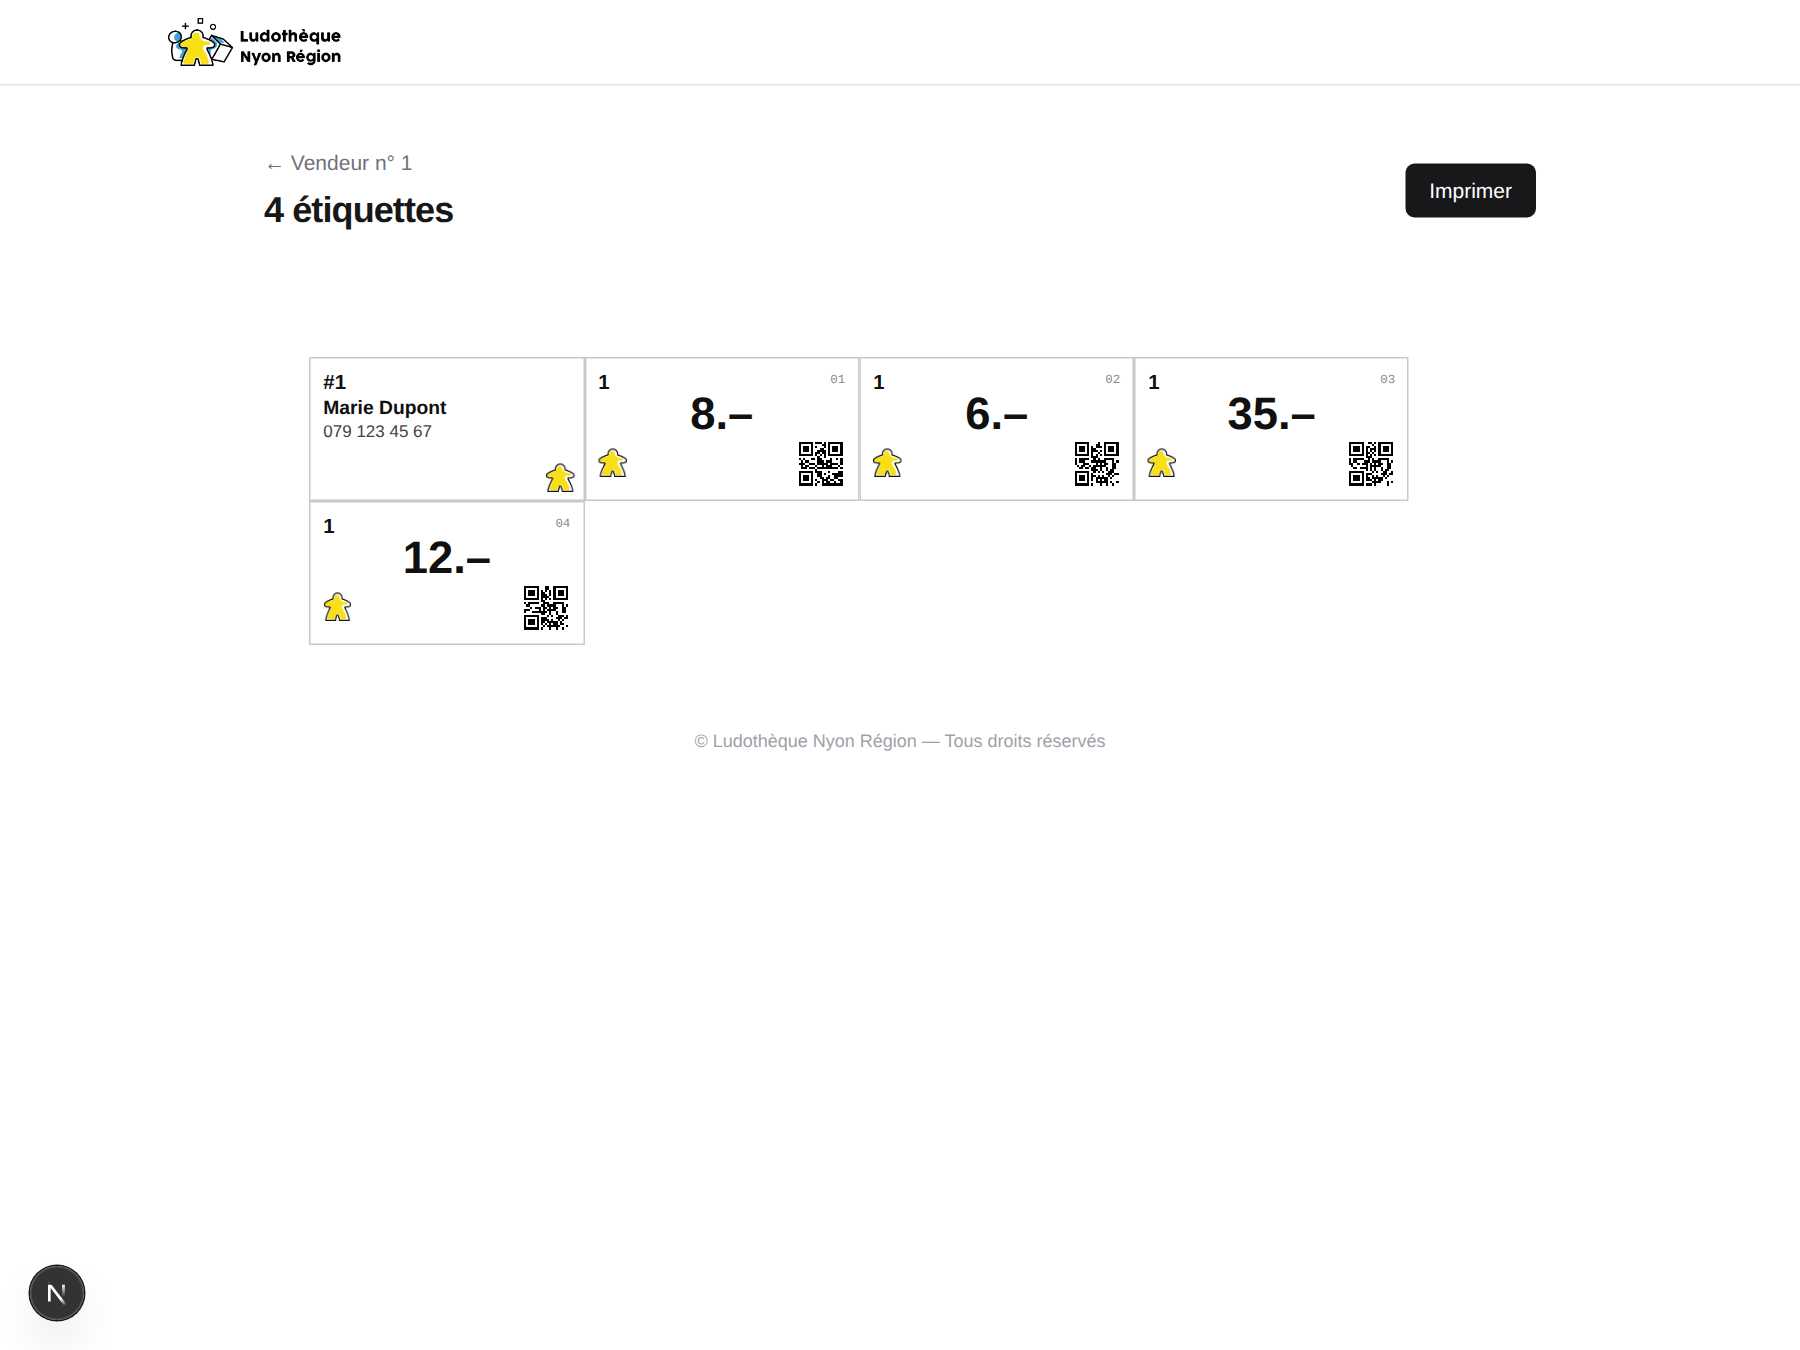 Ludothèque
Nyon Région
← Vendeur n° 1
4 étiquettes
Imprimer
#1
Marie Dupont
079 123 45 67
1
01
8.–
1
02
6.–
1
03
35.–
1
04
12.–
© Ludothèque Nyon Région — Tous droits réservés
N